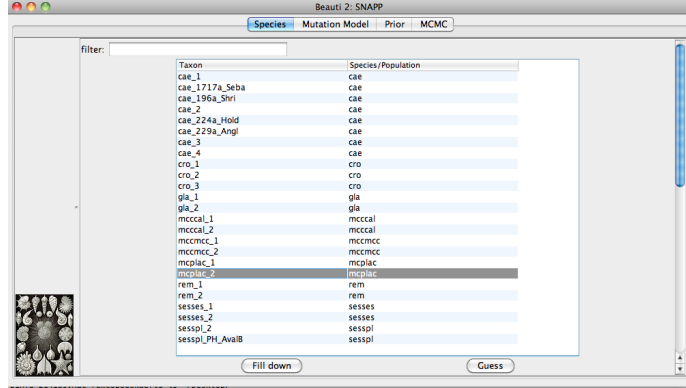 Beauti 2: SNAPP
Species Mutation Model Prior MCMC
filter:
Taxon Species/Population
cae_1 cae
cae_1717a_Seba cae
cae_196a_Shri cae
cae_2 cae
cae_224a_Hold cae
cae_229a_Angl cae
cae_3 cae
cae_4 cae
cro_1 cro
cro_2 cro
cro_3 cro
gla_1 gla
gla_2 gla
mcccal_1 mcccal
mcccal_2 mcccal
mccmcc_1 mccmcc
mccmcc_2 mccmcc
mcplac_1 mcplac
mcplac_2 mcplac
rem_1 rem
rem_2 rem
sesses_1 sesses
sesses_2 sesses
sesspl_2 sesspl
sesspl_PH_AvalB sesspl
Fill down Guess